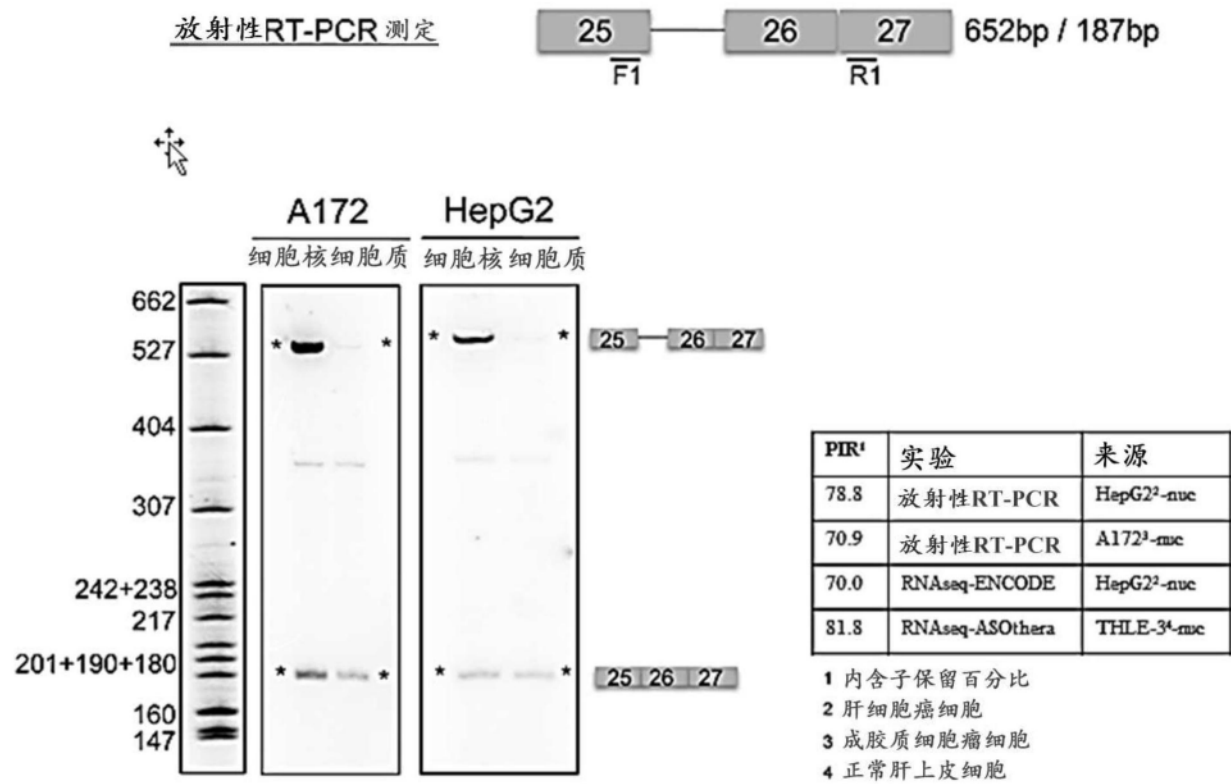 放射性RT-PCR 测定
25 26 27 652bp / 187bp
F1 R1
A172 HepG2
细胞核 细胞质 细胞核 细胞质
662
527
404
307
242+238
217
201+190+180
160
147
* * * * 25 26 27
* * * * 25 26 27
PIR¹ 实验 来源
78.8 放射性RT-PCR HepG2²-nuc
70.9 放射性RT-PCR A172³-nuc
70.0 RNAseq-ENCODE HepG2²-nuc
81.8 RNAseq-ASOthera THLE-3⁴-nuc
1 内含子保留百分比
2 肝细胞癌细胞
3 成胶质细胞瘤细胞
4 正常肝上皮细胞